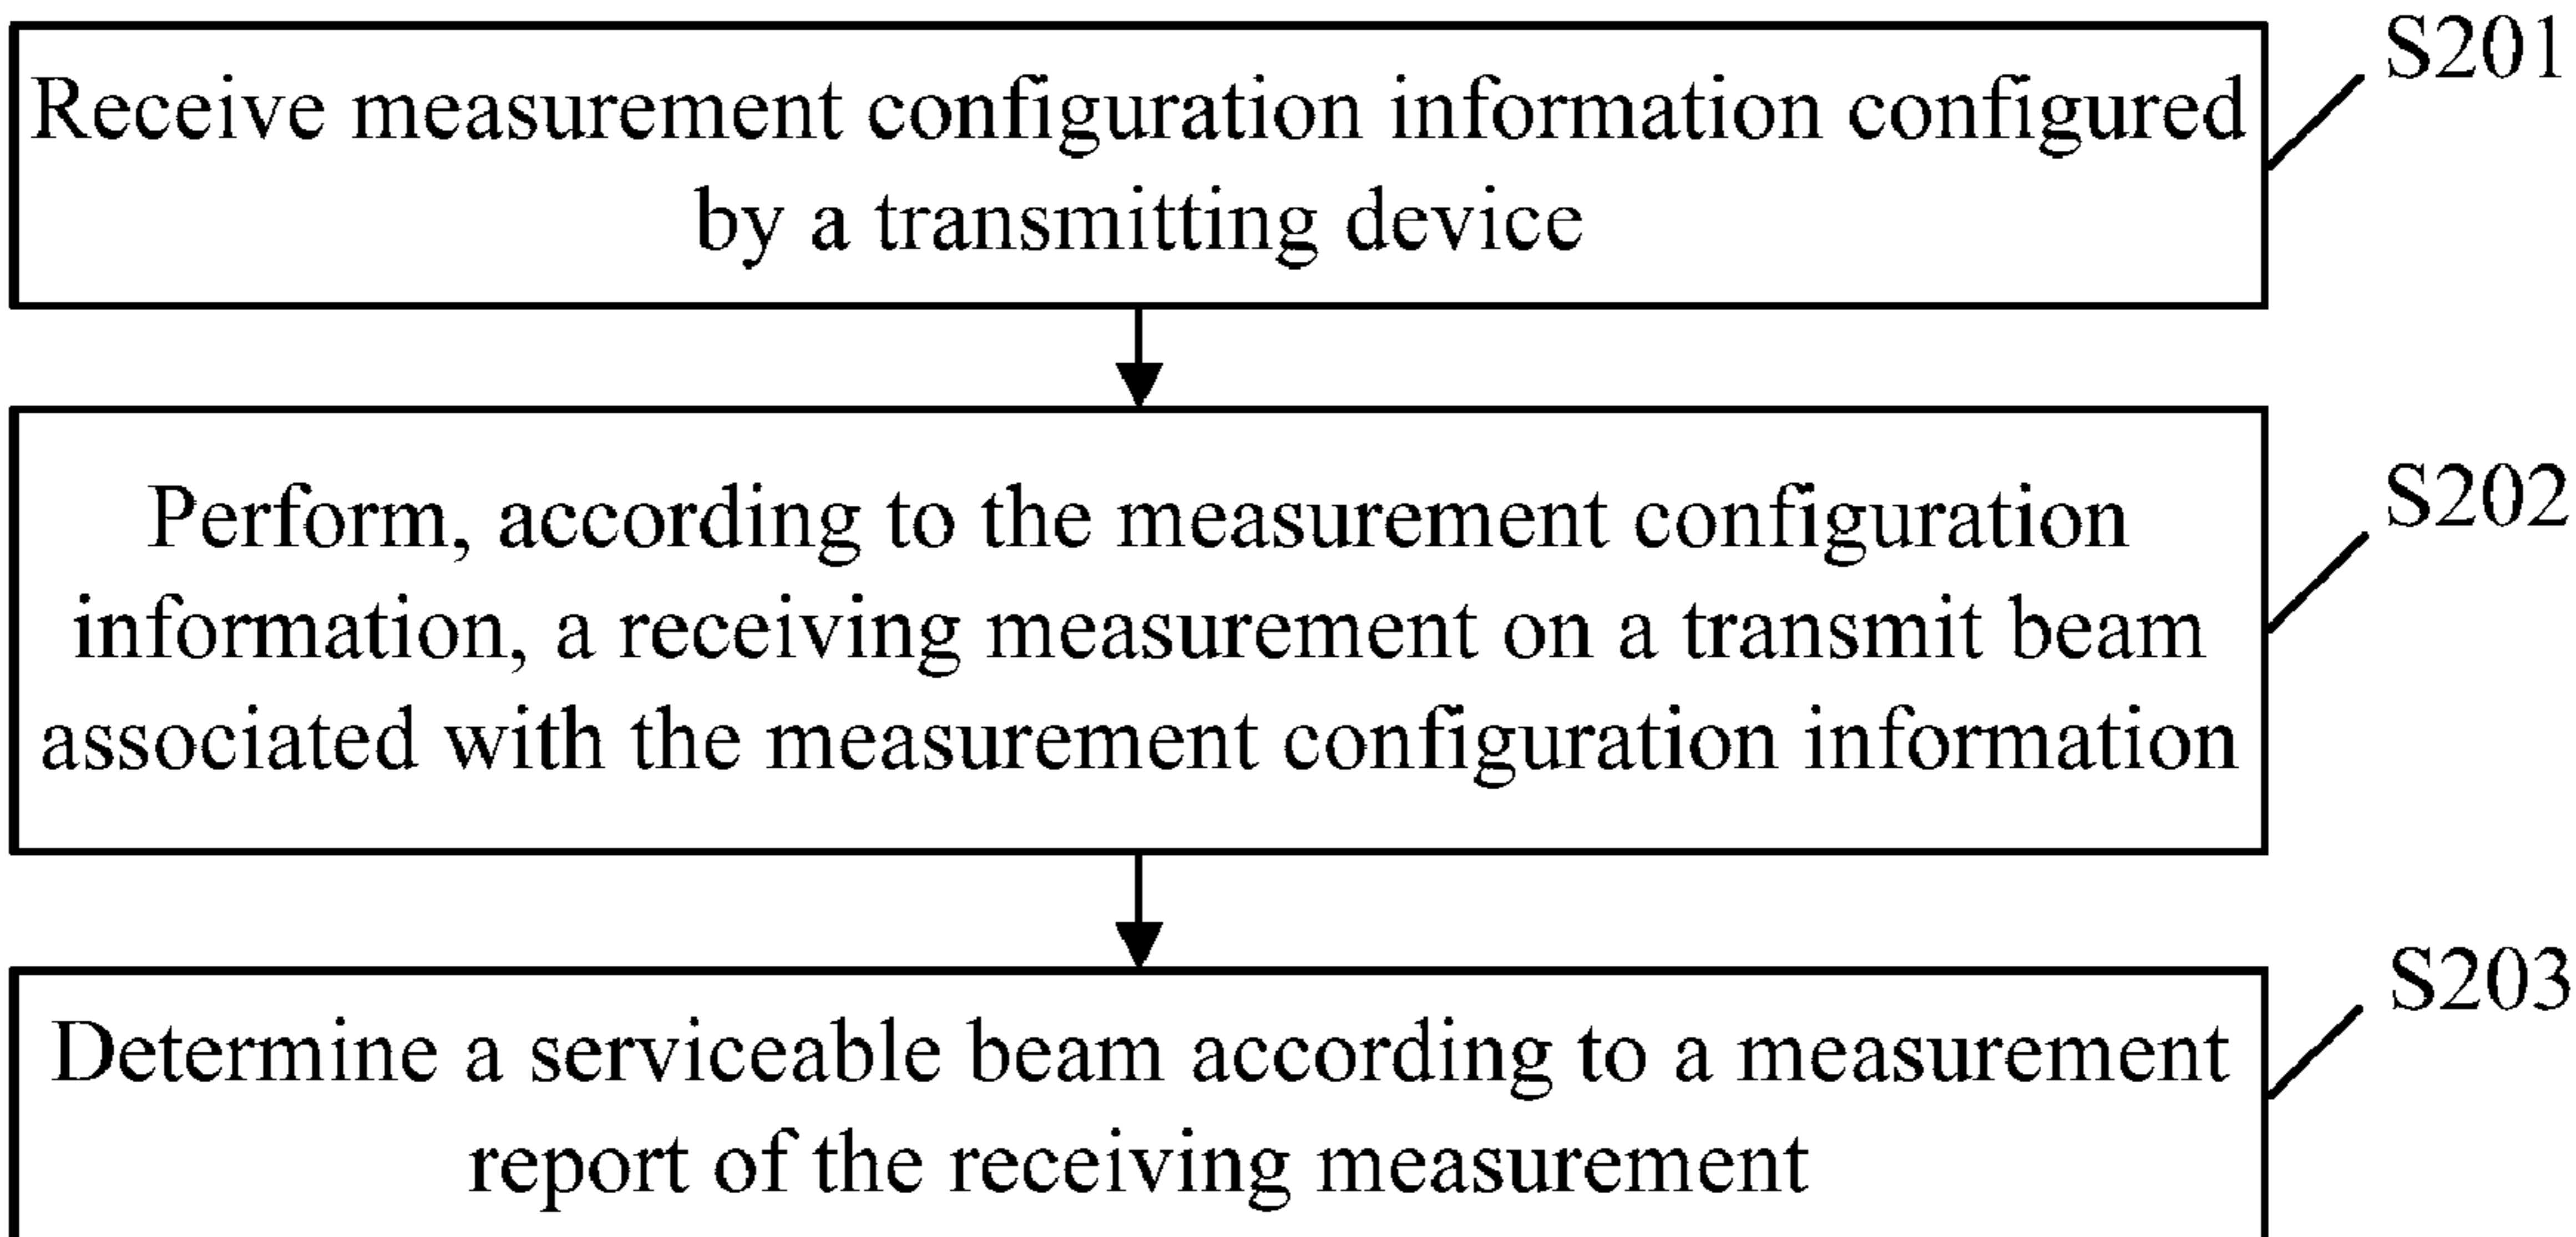 Receive measurement configuration information configured
by a transmitting device
S201
Perform, according to the measurement configuration
information, a receiving measurement on a transmit beam
associated with the measurement configuration information
S202
Determine a serviceable beam according to a measurement
report of the receiving measurement
S203